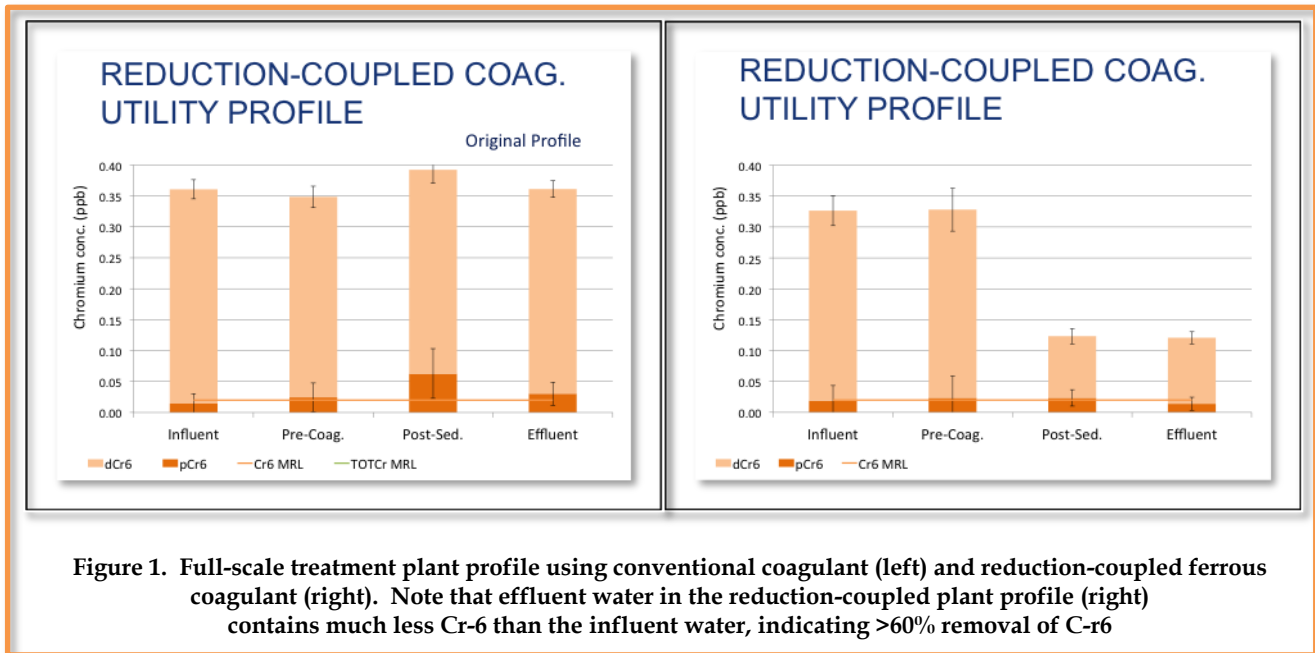 REDUCTION-COUPLED COAG.
UTILITY PROFILE
Original Profile
Chromium conc. (ppb)
0.40
0.35
0.30
0.25
0.20
0.15
0.10
0.05
0.00
Influent Pre-Coag. Post-Sed. Effluent
dCr6 pCr6 Cr6 MRL TOTCr MRL
REDUCTION-COUPLED COAG.
UTILITY PROFILE
Chromium conc. (ppb)
0.40
0.35
0.30
0.25
0.20
0.15
0.10
0.05
0.00
Influent Pre-Coag. Post-Sed. Effluent
dCr6 pCr6 Cr6 MRL
Figure 1. Full-scale treatment plant profile using conventional coagulant (left) and reduction-coupled ferrous
coagulant (right). Note that effluent water in the reduction-coupled plant profile (right)
contains much less Cr-6 than the influent water, indicating >60% removal of C-r6